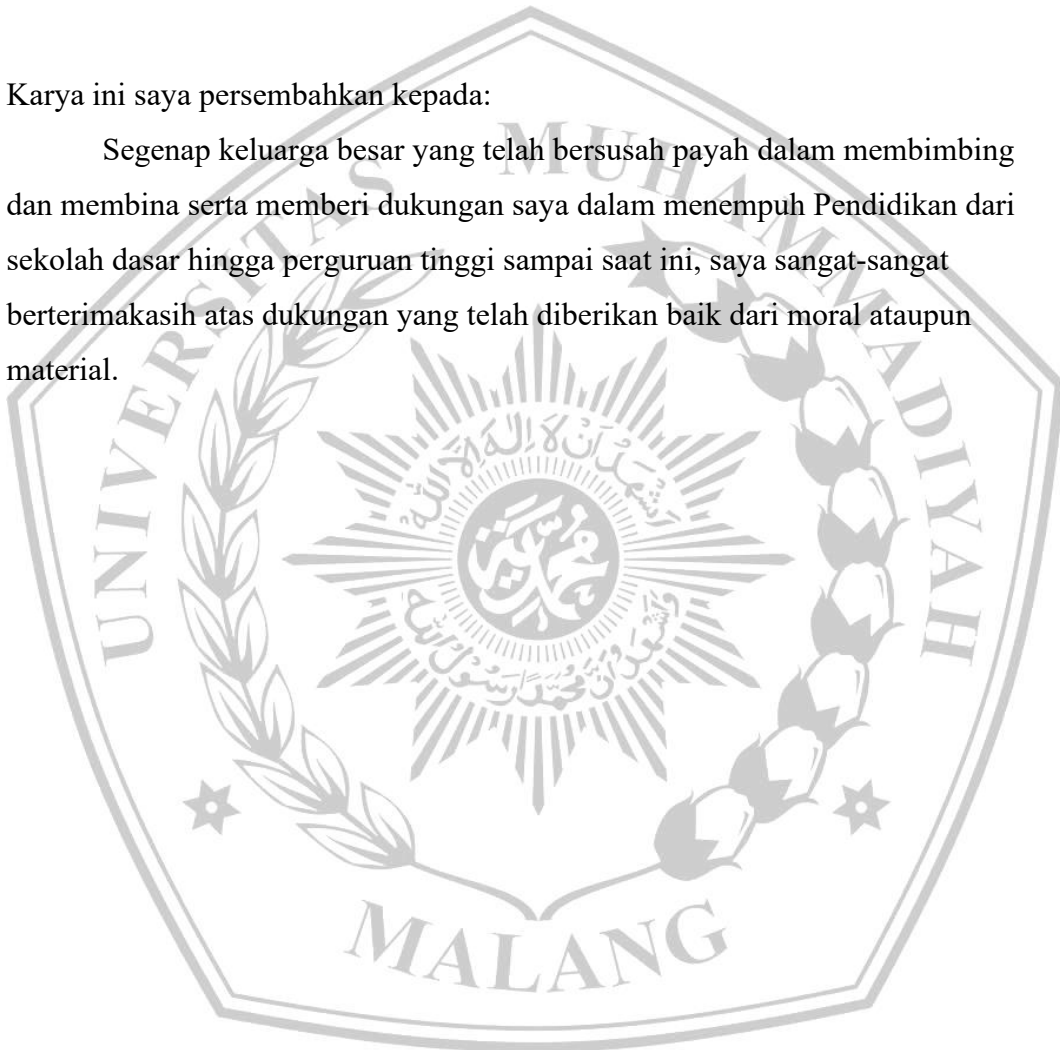 Karya ini saya persembahkan kepada:
Segenap keluarga besar yang telah bersusah payah dalam membimbing
dan membina serta memberi dukungan saya dalam menempuh Pendidikan dari
sekolah dasar hingga perguruan tinggi sampai saat ini, saya sangat-sangat
berterimakasih atas dukungan yang telah diberikan baik dari moral ataupun
material.
UNIVERSITAS MUHAMMADIYAH
MALANG